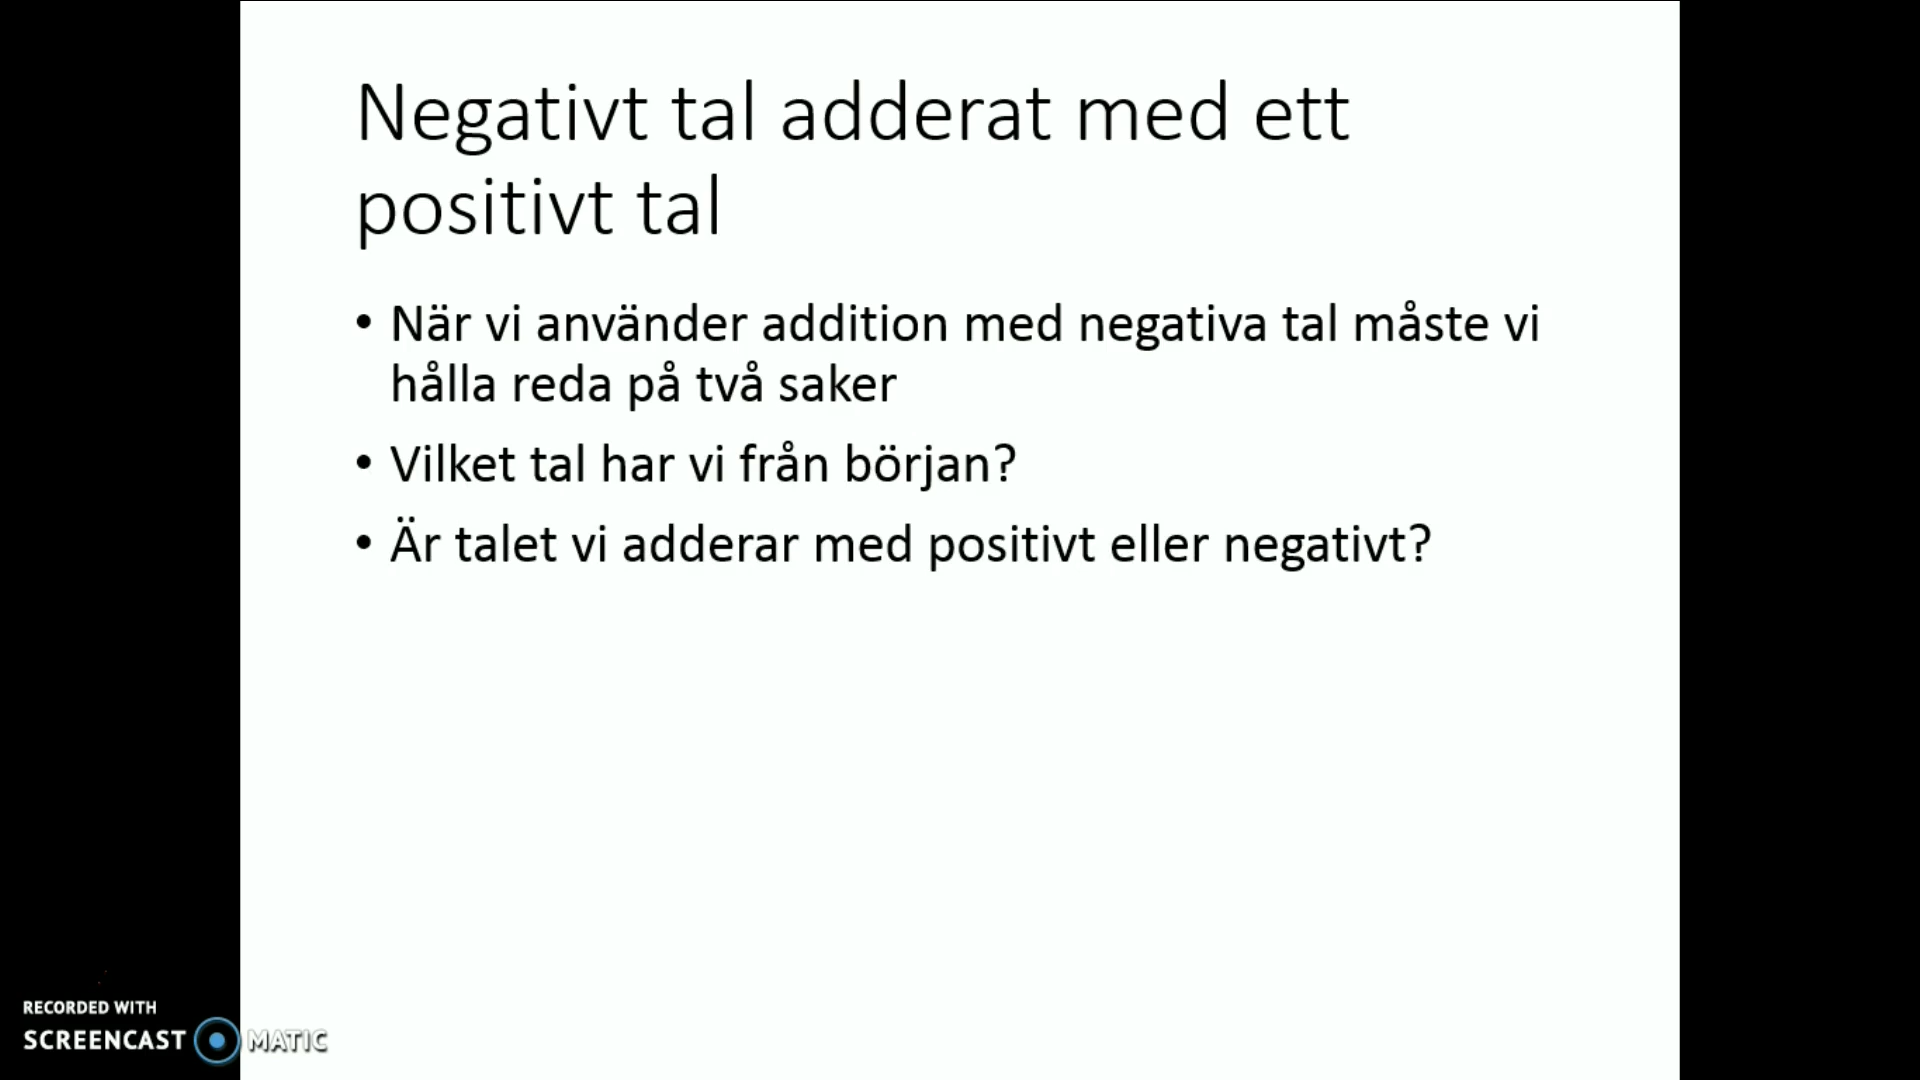 Negativt tal adderat med ett
positivt tal
• När vi använder addition med negativa tal måste vi
hålla reda på två saker
• Vilket tal har vi från början?
• Är talet vi adderar med positivt eller negativt?
RECORDED WITH
SCREENCAST MATIC